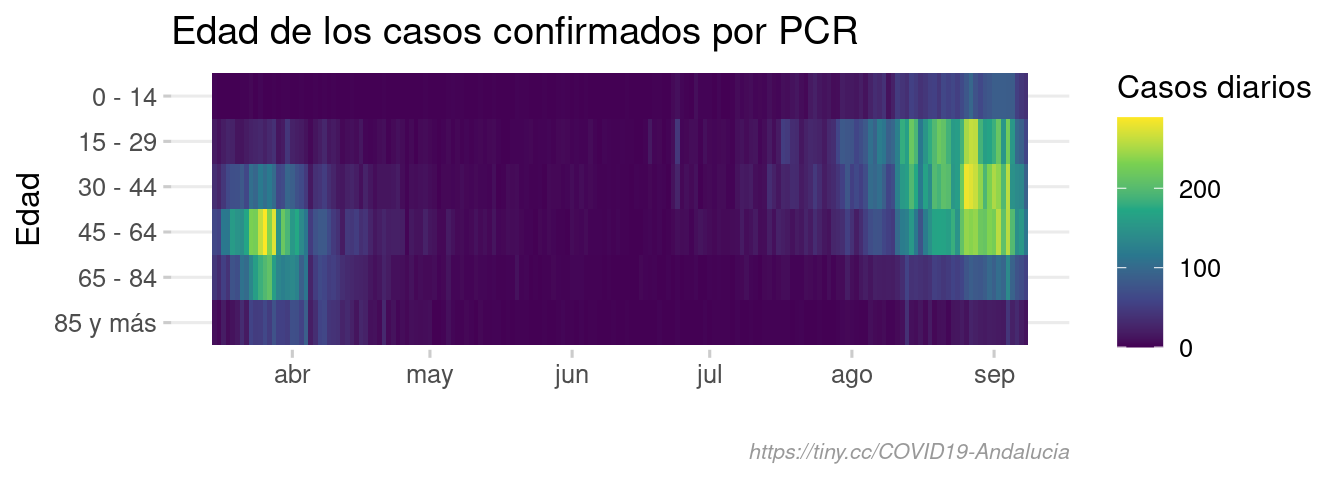 Edad de los casos confirmados por PCR
Edad
0 - 14
15 - 29
30 - 44
45 - 64
65 - 84
85 y más
abr may jun jul ago sep
Casos diarios
200
100
0
https://tiny.cc/COVID19-Andalucia